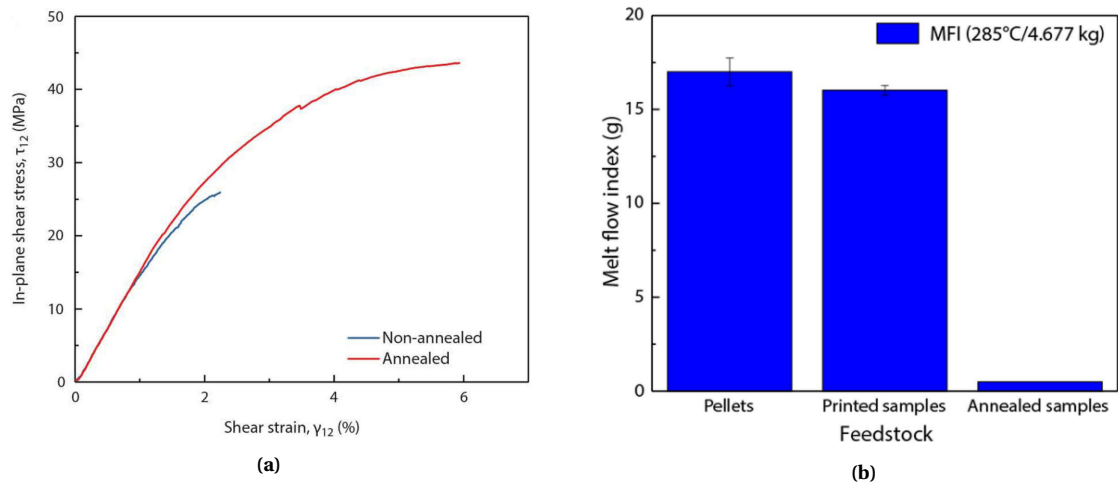 50
40
30
20
10
0
0
2
4
6
In-plane shear stress, τ12 (MPa)
Non-annealed
Annealed
Shear strain, γ12 (%)
(a)
20
15
10
5
0
Melt flow index (g)
MFI (285°C/4.677 kg)
Pellets
Printed samples
Annealed samples
Feedstock
(b)